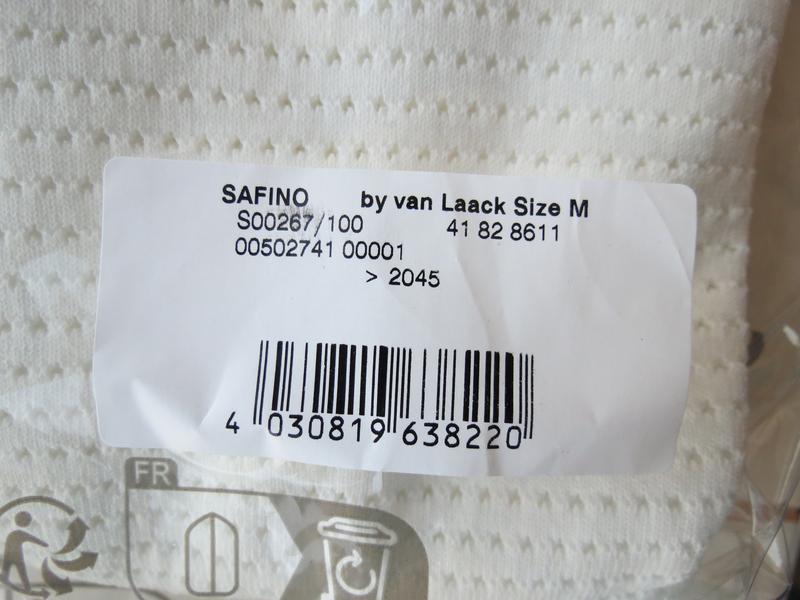 SAFINO by van Laack Size M
S00267/100 41 82 8611
00502741 00001
> 2045
4 030819 638220
FR